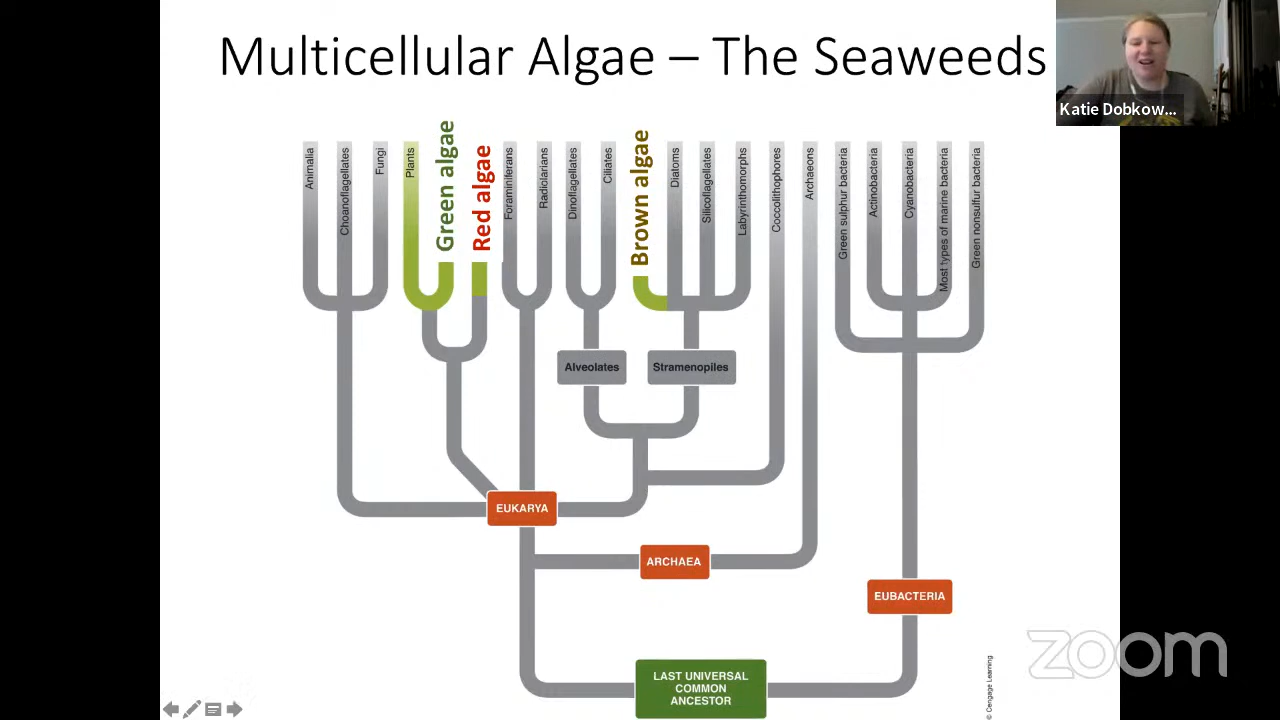 Multicellular Algae – The Seaweeds
Katie Dobkow...
Animalia
Choanoflagellates
Fungi
Plants
Green algae
Red algae
Foraminiferans
Radiolarians
Dinoflagellates
Ciliates
Brown algae
Diatoms
Silicoflagellates
Labyrinthomorphs
Coccolithophores
Archaeons
Green sulphur bacteria
Actinobacteria
Cyanobacteria
Most types of marine bacteria
Green nonsulfur bacteria
Alveolates
Stramenopiles
EUKARYA
ARCHAEA
EUBACTERIA
LAST UNIVERSAL
COMMON
ANCESTOR
© Cengage Learning
zoom